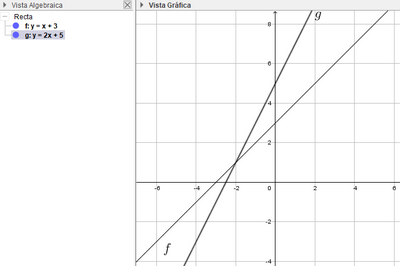 Vista Algebraica
Vista Gráfica
Recta
f: y = x + 3
g: y = 2x + 5
g
8
6
4
2
-6 -4 -2 0 2 4 6
-2
-4
f